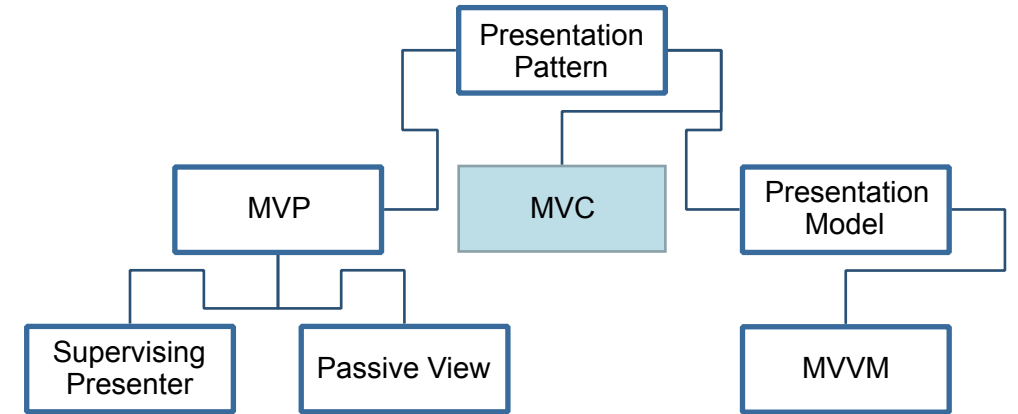 Presentation
Pattern
MVP
MVC
Presentation
Model
Supervising
Presenter
Passive View
MVVM